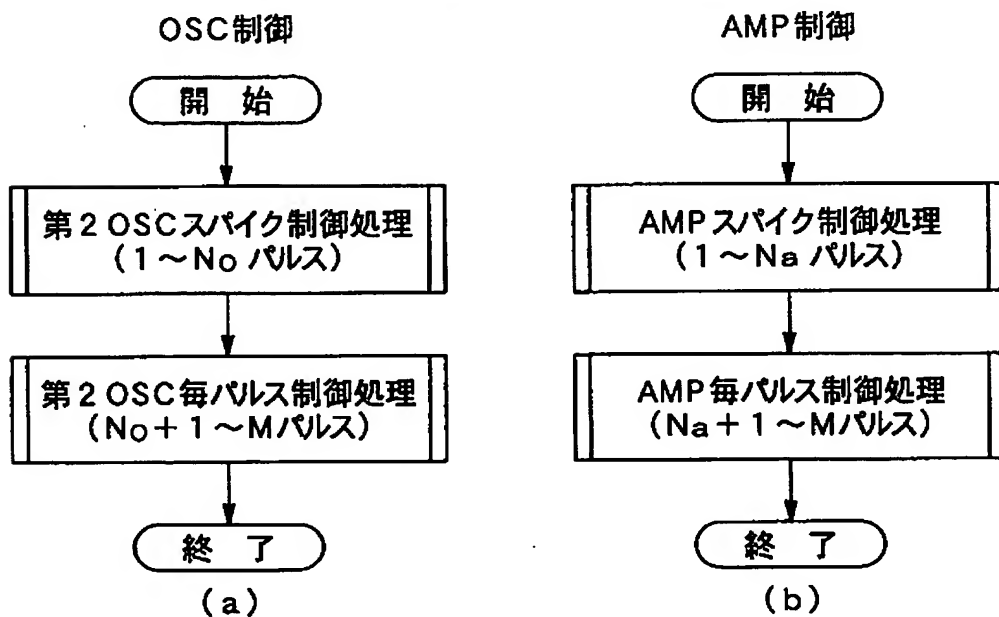 OSC制御
開 始
第2 OSCスパイク制御処理
(1~No パルス)
第2 OSC毎パルス制御処理
(No+1~Mパルス)
終 了
(a)
AMP制御
開 始
AMPスパイク制御処理
(1~Na パルス)
AMP毎パルス制御処理
(Na+1~Mパルス)
終 了
(b)